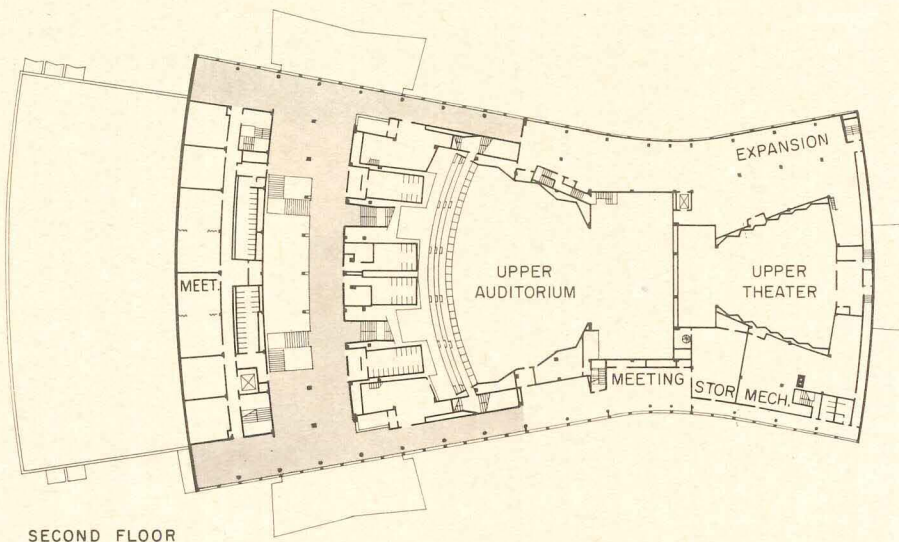 EXPANSION
MEET.
UPPER
AUDITORIUM
UPPER
THEATER
MEETING
STOR
MECH.
SECOND FLOOR